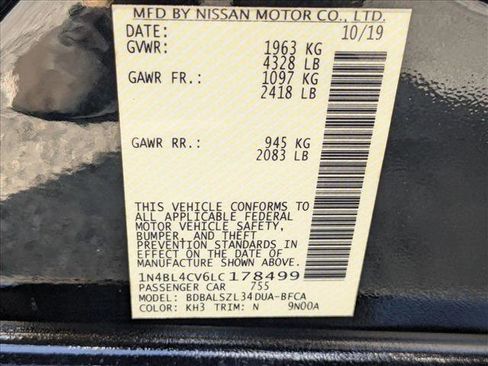 MFD BY NISSAN MOTOR CO., LTD.
DATE: 10/19
GVWR: 1963 KG
4328 LB
GAWR FR.: 1097 KG
2418 LB
GAWR RR.: 945 KG
2083 LB
THIS VEHICLE CONFORMS TO
ALL APPLICABLE FEDERAL
MOTOR VEHICLE SAFETY,
BUMPER, AND THEFT
PREVENTION STANDARDS
IN EFFECT ON THE DATE OF
MANUFACTURE SHOWN ABOVE.
1N4BL4CV6LC178499
PASSENGER CAR 755
MODEL: BDBALSZL34DUA-BFCA
COLOR: KH3 TRIM: N 9N00A